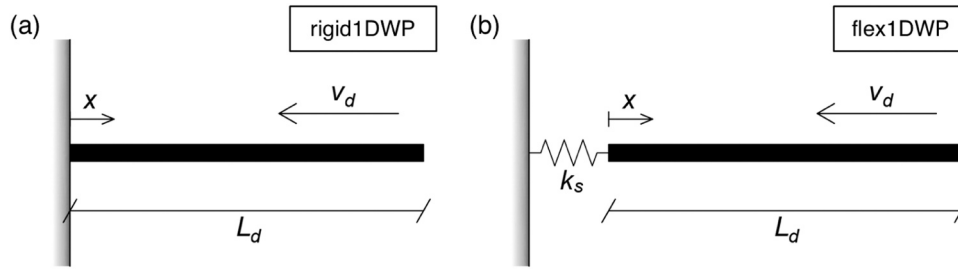 (a)
rigid1DWP
x
v_d
L_d
(b)
flex1DWP
x
v_d
k_s
L_d